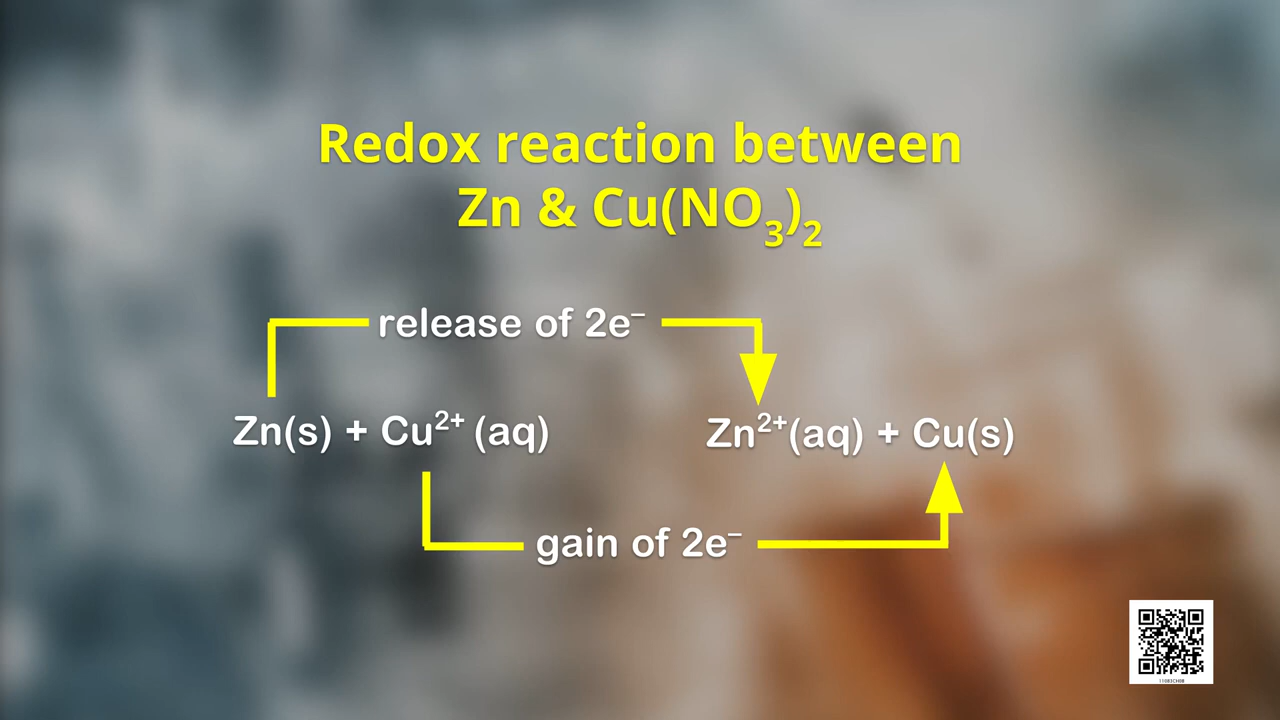 Redox reaction between
Zn & Cu(NO₃)₂
release of 2e⁻
Zn(s) + Cu²⁺ (aq) Zn²⁺(aq) + Cu(s)
gain of 2e⁻
11083CH08